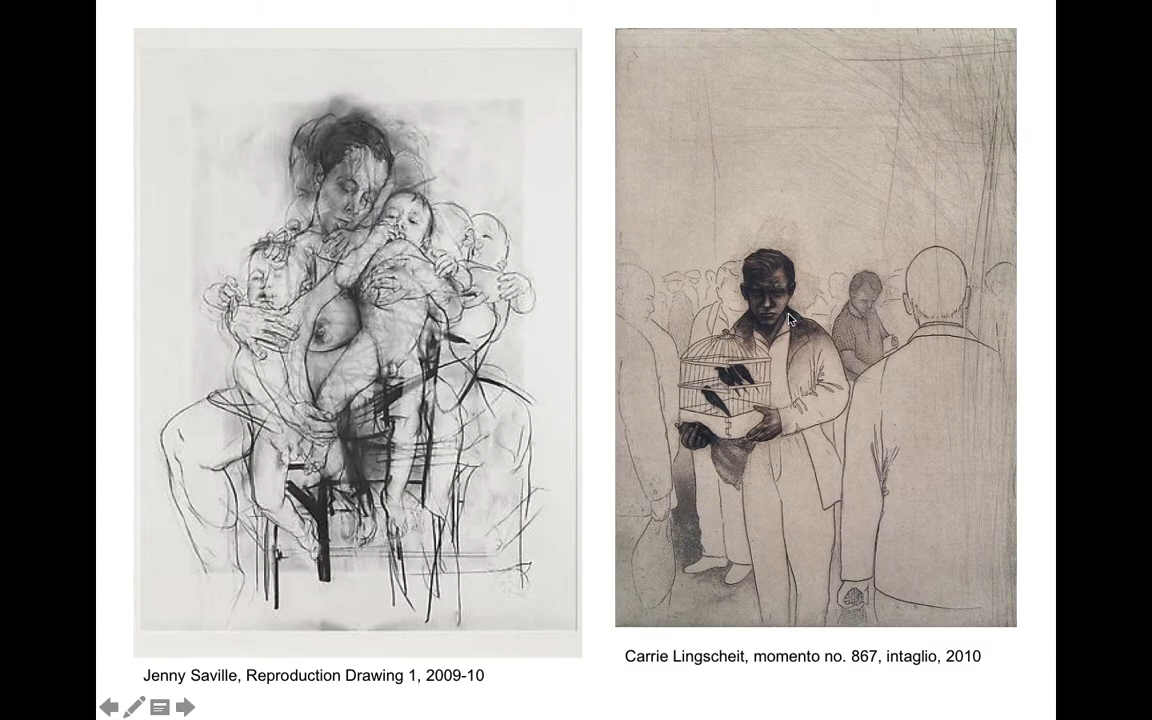 Jenny Saville, Reproduction Drawing 1, 2009-10
Carrie Lingscheit, momento no. 867, intaglio, 2010